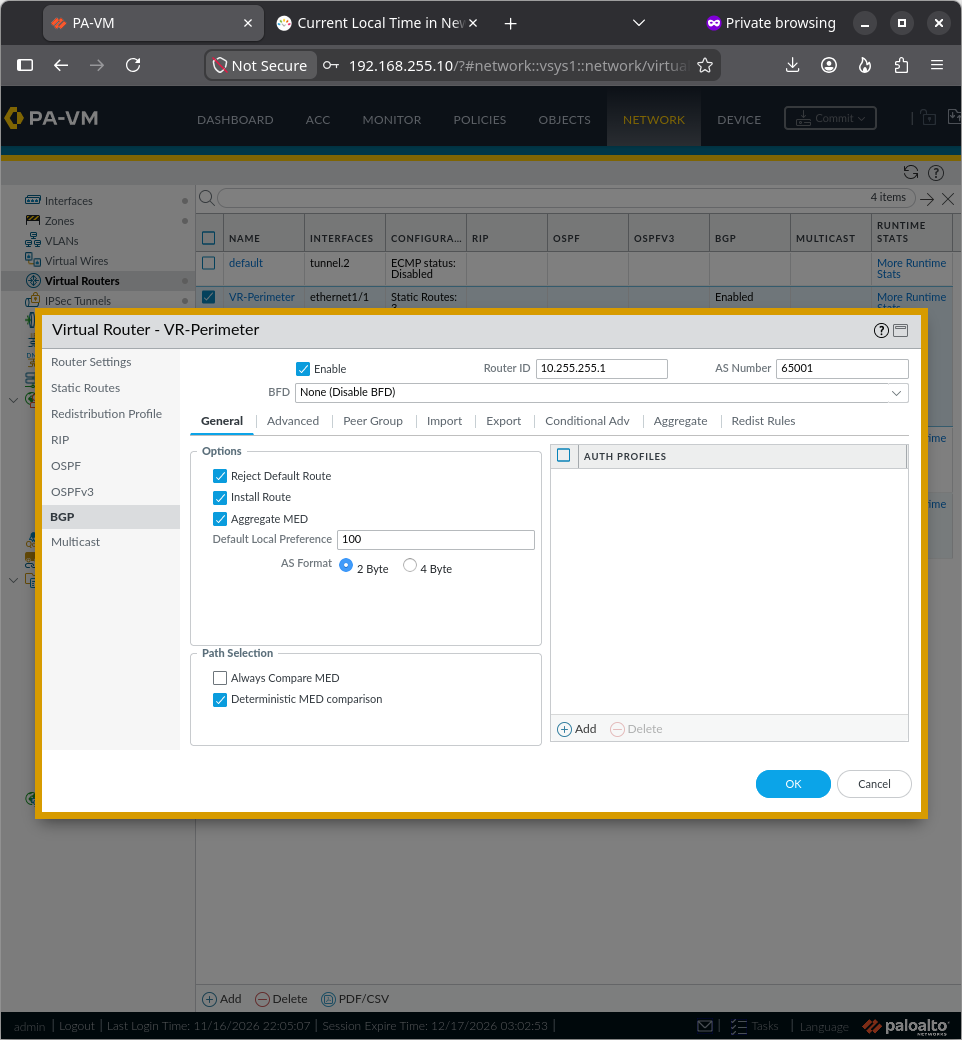 PA-VM
Current Local Time in New
Private browsing
Not Secure
192.168.255.10/?#network::vsys1::network/virtua
PA-VM
DASHBOARD
ACC
MONITOR
POLICIES
OBJECTS
NETWORK
DEVICE
Commit
4 items
Interfaces
Zones
VLANs
Virtual Wires
Virtual Routers
IPSec Tunnels
NAME
INTERFACES
CONFIGURA...
RIP
OSPF
OSPFV3
BGP
MULTICAST
RUNTIME
STATS
default
tunnel.2
ECMP status:
Disabled
More Runtime
Stats
VR-Perimeter
ethernet1/1
Static Routes:
Enabled
More Runtime
Virtual Router - VR-Perimeter
Router Settings
Static Routes
Redistribution Profile
RIP
OSPF
OSPFv3
BGP
Multicast
Enable
Router ID
10.255.255.1
AS Number
65001
BFD
None (Disable BFD)
General
Advanced
Peer Group
Import
Export
Conditional Adv
Aggregate
Redist Rules
Options
Reject Default Route
Install Route
Aggregate MED
Default Local Preference
100
AS Format
2 Byte
4 Byte
Path Selection
Always Compare MED
Deterministic MED comparison
AUTH PROFILES
Add
Delete
OK
Cancel
Add
Delete
PDF/CSV
admin | Logout | Last Login Time: 11/16/2026 22:05:07 | Session Expire Time: 12/17/2026 03:02:53 |
Tasks
Language
paloalto
NETWORKS